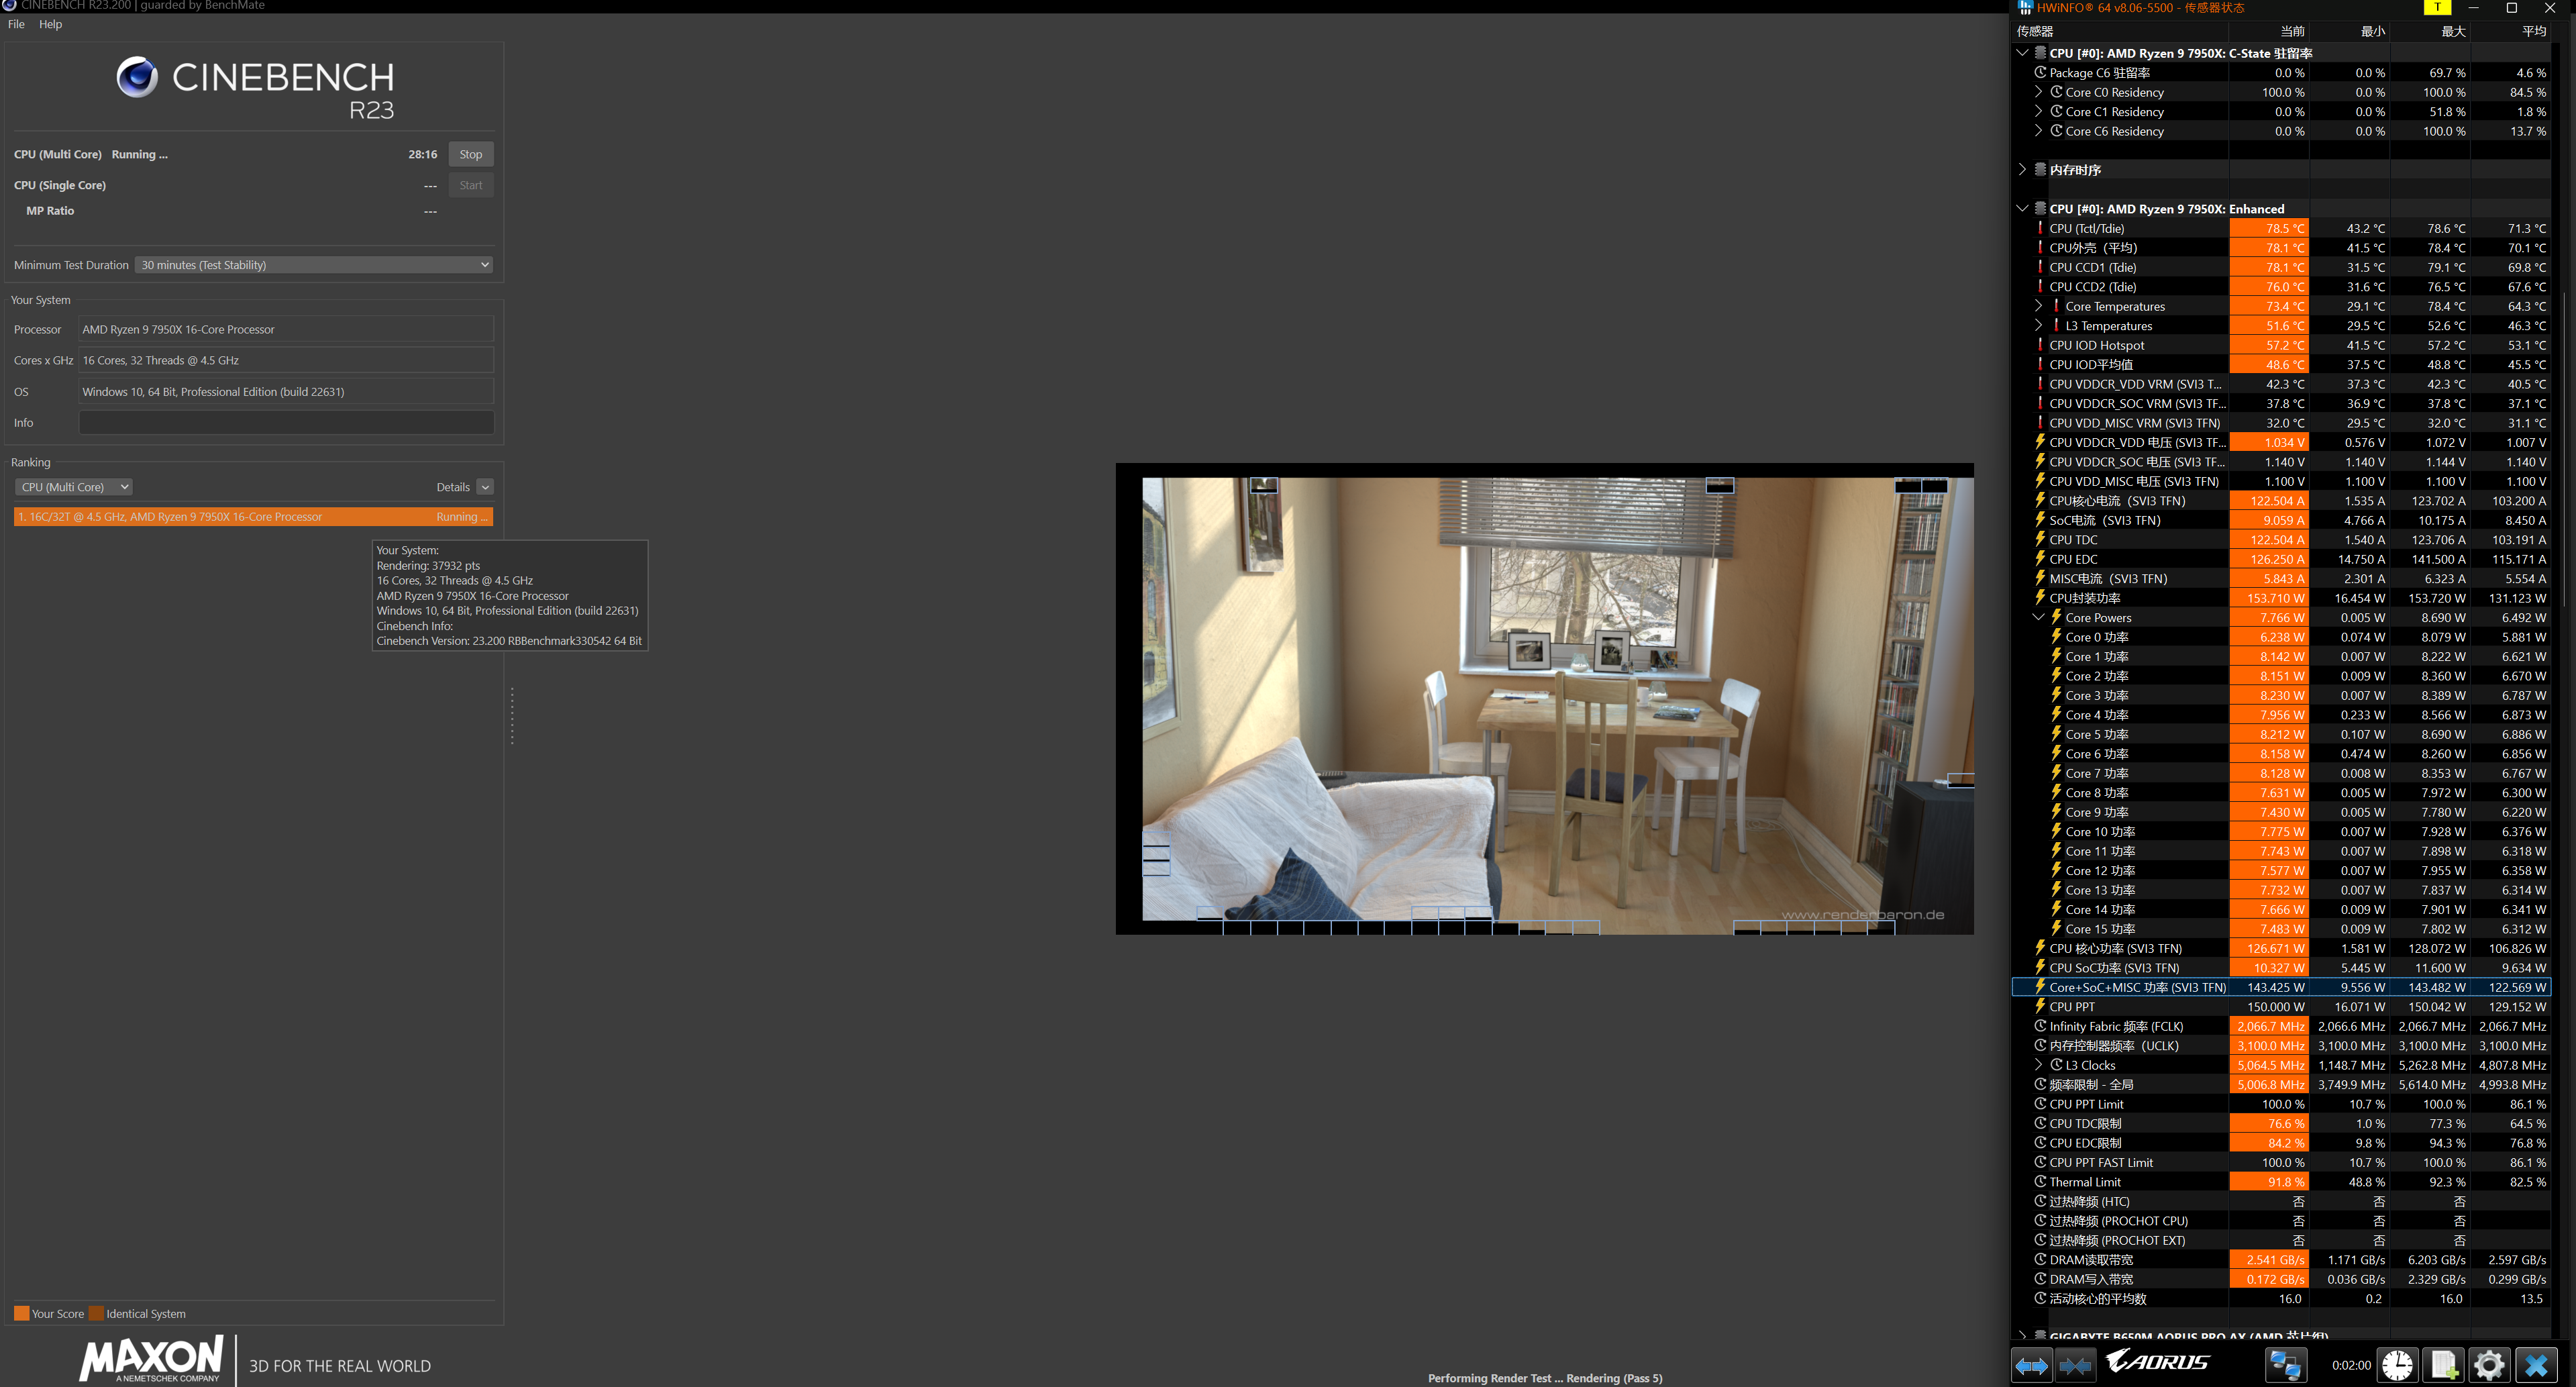 CINEBENCH R23.200 | guarded by BenchMate
File Help
CINEBENCH
R23
CPU (Multi Core) Running ... 28:16 Stop
CPU (Single Core) --- Start
MP Ratio ---
Minimum Test Duration 30 minutes (Test Stability)
Your System
Processor AMD Ryzen 9 7950X 16-Core Processor
Cores x GHz 16 Cores, 32 Threads @ 4.5 GHz
OS Windows 10, 64 Bit, Professional Edition (build 22631)
Info
Ranking
CPU (Multi Core) Details
1. 16C/32T @ 4.5 GHz, AMD Ryzen 9 7950X 16-Core Processor Running ...
Your System:
Rendering: 37932 pts
16 Cores, 32 Threads @ 4.5 GHz
AMD Ryzen 9 7950X 16-Core Processor
Windows 10, 64 Bit, Professional Edition (build 22631)
Cinebench Info:
Cinebench Version: 23.200 RBBenchmark330542 64 Bit
Your Score Identical System
MAXON
A NEMETSCHEK COMPANY
3D FOR THE REAL WORLD
www.renderbaron.de
Performing Render Test ... Rendering (Pass 5)
HWiNFO® 64 v8.06-5500 - 传感器状态 T
传感器 当前 最小 最大 平均
CPU [#0]: AMD Ryzen 9 7950X: C-State 驻留率
Package C6 驻留率 0.0 % 0.0 % 69.7 % 4.6 %
Core C0 Residency 100.0 % 0.0 % 100.0 % 84.5 %
Core C1 Residency 0.0 % 0.0 % 51.8 % 1.8 %
Core C6 Residency 0.0 % 0.0 % 100.0 % 13.7 %
内存时序
CPU [#0]: AMD Ryzen 9 7950X: Enhanced
CPU (Tctl/Tdie) 78.5 °C 43.2 °C 78.6 °C 71.3 °C
CPU外壳（平均） 78.1 °C 41.5 °C 78.4 °C 70.1 °C
CPU CCD1 (Tdie) 78.1 °C 31.5 °C 79.1 °C 69.8 °C
CPU CCD2 (Tdie) 76.0 °C 31.6 °C 76.5 °C 67.6 °C
Core Temperatures 73.4 °C 29.1 °C 78.4 °C 64.3 °C
L3 Temperatures 51.6 °C 29.5 °C 52.6 °C 46.3 °C
CPU IOD Hotspot 57.2 °C 41.5 °C 57.2 °C 53.1 °C
CPU IOD平均值 48.6 °C 37.5 °C 48.8 °C 45.5 °C
CPU VDDCR_VDD VRM (SVI3 T... 42.3 °C 37.3 °C 42.3 °C 40.5 °C
CPU VDDCR_SOC VRM (SVI3 TF... 37.8 °C 36.9 °C 37.8 °C 37.1 °C
CPU VDD_MISC VRM (SVI3 TFN) 32.0 °C 29.5 °C 32.0 °C 31.1 °C
CPU VDDCR_VDD 电压 (SVI3 TF... 1.034 V 0.576 V 1.072 V 1.007 V
CPU VDDCR_SOC 电压 (SVI3 TF... 1.140 V 1.140 V 1.144 V 1.140 V
CPU VDD_MISC 电压 (SVI3 TFN) 1.100 V 1.100 V 1.100 V 1.100 V
CPU核心电流（SVI3 TFN） 122.504 A 1.535 A 123.702 A 103.200 A
SoC电流（SVI3 TFN） 9.059 A 4.766 A 10.175 A 8.450 A
CPU TDC 122.504 A 1.540 A 123.706 A 103.191 A
CPU EDC 126.250 A 14.750 A 141.500 A 115.171 A
MISC电流（SVI3 TFN） 5.843 A 2.301 A 6.323 A 5.554 A
CPU封装功率 153.710 W 16.454 W 153.720 W 131.123 W
Core Powers 7.766 W 0.005 W 8.690 W 6.492 W
Core 0 功率 6.238 W 0.074 W 8.079 W 5.881 W
Core 1 功率 8.142 W 0.007 W 8.222 W 6.621 W
Core 2 功率 8.151 W 0.009 W 8.360 W 6.670 W
Core 3 功率 8.230 W 0.007 W 8.389 W 6.787 W
Core 4 功率 7.956 W 0.233 W 8.566 W 6.873 W
Core 5 功率 8.212 W 0.107 W 8.690 W 6.886 W
Core 6 功率 8.158 W 0.474 W 8.260 W 6.856 W
Core 7 功率 8.128 W 0.008 W 8.353 W 6.767 W
Core 8 功率 7.631 W 0.005 W 7.972 W 6.300 W
Core 9 功率 7.430 W 0.005 W 7.780 W 6.220 W
Core 10 功率 7.775 W 0.007 W 7.928 W 6.376 W
Core 11 功率 7.743 W 0.007 W 7.898 W 6.318 W
Core 12 功率 7.577 W 0.007 W 7.955 W 6.358 W
Core 13 功率 7.732 W 0.007 W 7.837 W 6.314 W
Core 14 功率 7.666 W 0.009 W 7.901 W 6.341 W
Core 15 功率 7.483 W 0.009 W 7.802 W 6.312 W
CPU 核心功率 (SVI3 TFN) 126.671 W 1.581 W 128.072 W 106.826 W
CPU SoC功率 (SVI3 TFN) 10.327 W 5.445 W 11.600 W 9.634 W
Core+SoC+MISC 功率 (SVI3 TFN) 143.425 W 9.556 W 143.482 W 122.569 W
CPU PPT 150.000 W 16.071 W 150.042 W 129.152 W
Infinity Fabric 频率 (FCLK) 2,066.7 MHz 2,066.6 MHz 2,066.7 MHz 2,066.7 MHz
内存控制器频率（UCLK） 3,100.0 MHz 3,100.0 MHz 3,100.0 MHz 3,100.0 MHz
L3 Clocks 5,064.5 MHz 1,148.7 MHz 5,262.8 MHz 4,807.8 MHz
频率限制 - 全局 5,006.8 MHz 3,749.9 MHz 5,614.0 MHz 4,993.8 MHz
CPU PPT Limit 100.0 % 10.7 % 100.0 % 86.1 %
CPU TDC限制 76.6 % 1.0 % 77.3 % 64.5 %
CPU EDC限制 84.2 % 9.8 % 94.3 % 76.8 %
CPU PPT FAST Limit 100.0 % 10.7 % 100.0 % 86.1 %
Thermal Limit 91.8 % 48.8 % 92.3 % 82.5 %
过热降频 (HTC) 否 否 否
过热降频 (PROCHOT CPU) 否 否 否
过热降频 (PROCHOT EXT) 否 否 否
DRAM读取带宽 2.541 GB/s 1.171 GB/s 6.203 GB/s 2.597 GB/s
DRAM写入带宽 0.172 GB/s 0.036 GB/s 2.329 GB/s 0.299 GB/s
活动核心的平均数 16.0 0.2 16.0 13.5
GIGABYTE B650M AORUS PRO AX (AMD 芯片组)
AORUS 0:02:00